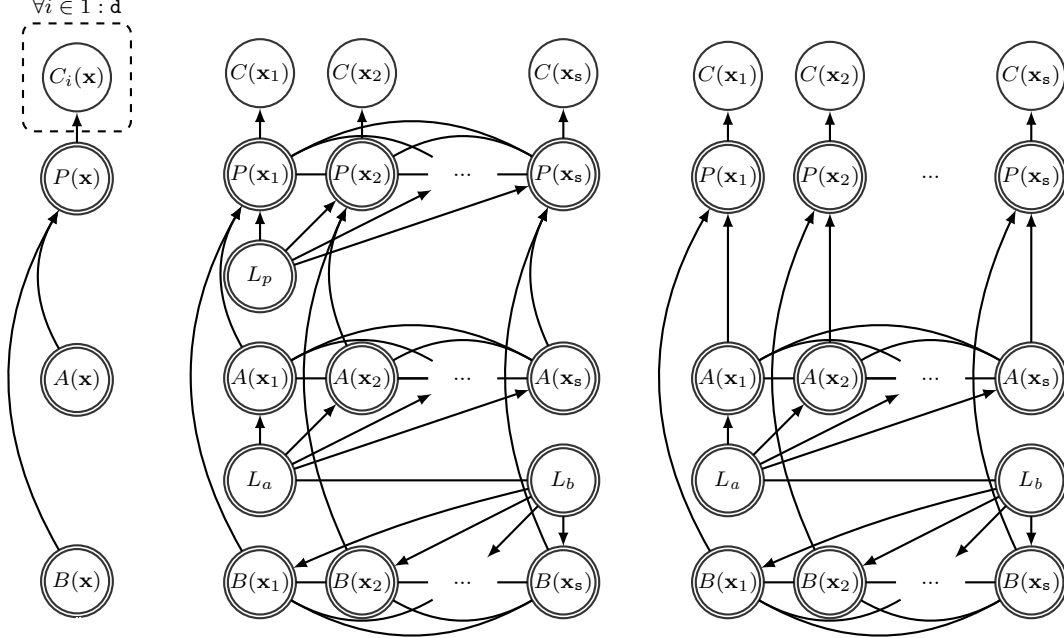 ∀i ∈ 1 : d
C_i(x) C(x_1) C(x_2) C(x_s) C(x_1) C(x_2) C(x_s)
P(x) P(x_1) P(x_2) ... P(x_s) P(x_1) P(x_2) ... P(x_s)
L_p
A(x) A(x_1) A(x_2) ... A(x_s) A(x_1) A(x_2) ... A(x_s)
L_a L_b L_a L_b
B(x) B(x_1) B(x_2) ... B(x_s) B(x_1) B(x_2) ... B(x_s)